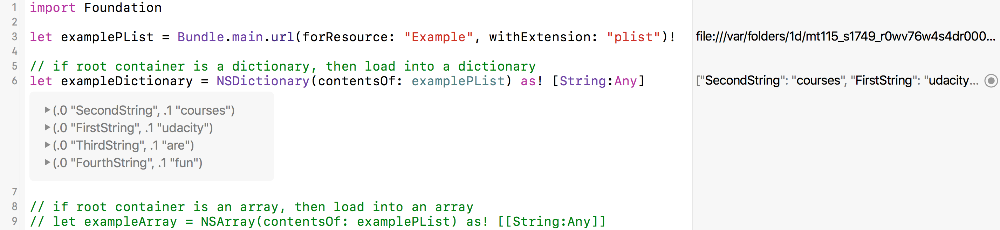 1 import Foundation
2
3 let examplePList = Bundle.main.url(forResource: "Example", withExtension: "plist")! file:///var/folders/1d/mt115_s1749_r0wv76w4s4dr000...
4
5 // if root container is a dictionary, then load into a dictionary
6 let exampleDictionary = NSDictionary(contentsOf: examplePList) as! [String:Any] ["SecondString": "courses", "FirstString": "udacity...
(.0 "SecondString", .1 "courses")
(.0 "FirstString", .1 "udacity")
(.0 "ThirdString", .1 "are")
(.0 "FourthString", .1 "fun")
7
8 // if root container is an array, then load into an array
9 // let exampleArray = NSArray(contentsOf: examplePList) as! [[String:Any]]